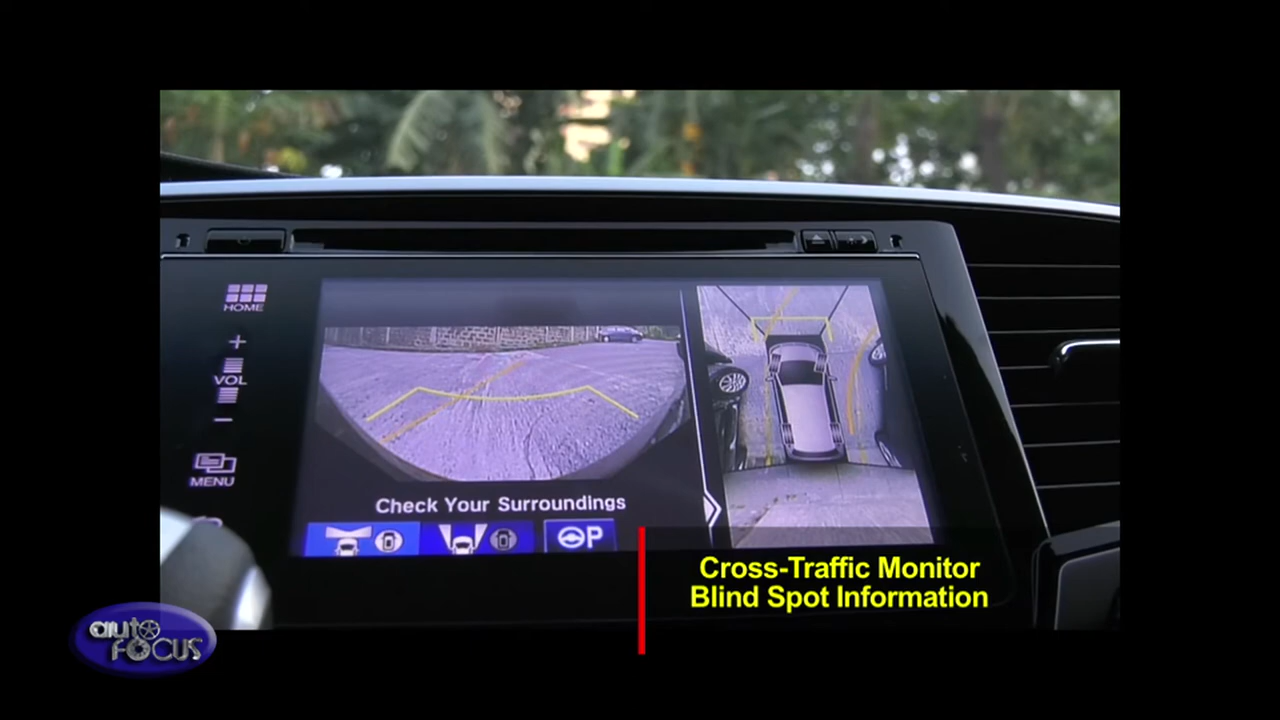 HOME
+
VOL
−
MENU
Check Your Surroundings
P
Cross-Traffic Monitor
Blind Spot Information
auto
FOCUS